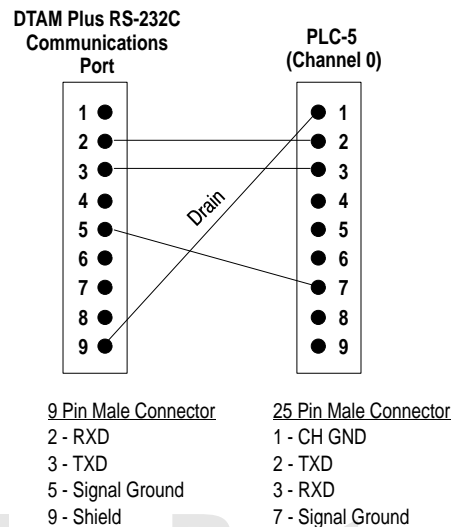 DTAM Plus RS-232C
Communications
Port
PLC-5
(Channel 0)
1 1
2 2
3 3
4 4
Drain
5 5
6 6
7 7
8 8
9 9
9 Pin Male Connector
2 - RXD
3 - TXD
5 - Signal Ground
9 - Shield
25 Pin Male Connector
1 - CH GND
2 - TXD
3 - RXD
7 - Signal Ground